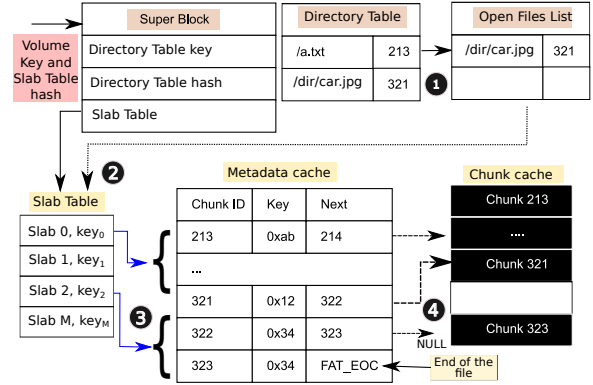 Super Block
Directory Table
Open Files List
Volume
Key and
Slab Table
hash
Directory Table key
Directory Table hash
Slab Table
/a.txt 213
/dir/car.jpg 321
/dir/car.jpg 321
1
2
Metadata cache
Chunk cache
Slab Table
Slab 0, key0
Slab 1, key1
Slab 2, key2
Slab M, keyM
Chunk ID Key Next
213 0xab 214
...
321 0x12 322
322 0x34 323
323 0x34 FAT_EOC
3
4
Chunk 213
....
Chunk 321
Chunk 323
NULL
End of the
file